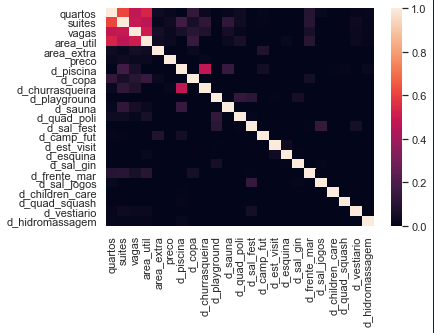 quartos
suites
vagas
area_util
area_extra
preco
d_piscina
d_copa
d_churrasqueira
d_playground
d_sauna
d_quad_poli
d_sal_fest
d_camp_fut
d_est_visit
d_esquina
d_sal_gin
d_frente_mar
d_sal_jogos
d_children_care
d_quad_squash
d_vestiario
d_hidromassagem
1.0
0.8
0.6
0.4
0.2
0.0
quartos
suites
vagas
area_util
area_extra
preco
d_piscina
d_copa
d_churrasqueira
d_playground
d_sauna
d_quad_poli
d_sal_fest
d_camp_fut
d_est_visit
d_esquina
d_sal_gin
d_frente_mar
d_sal_jogos
d_children_care
d_quad_squash
d_vestiario
d_hidromassagem